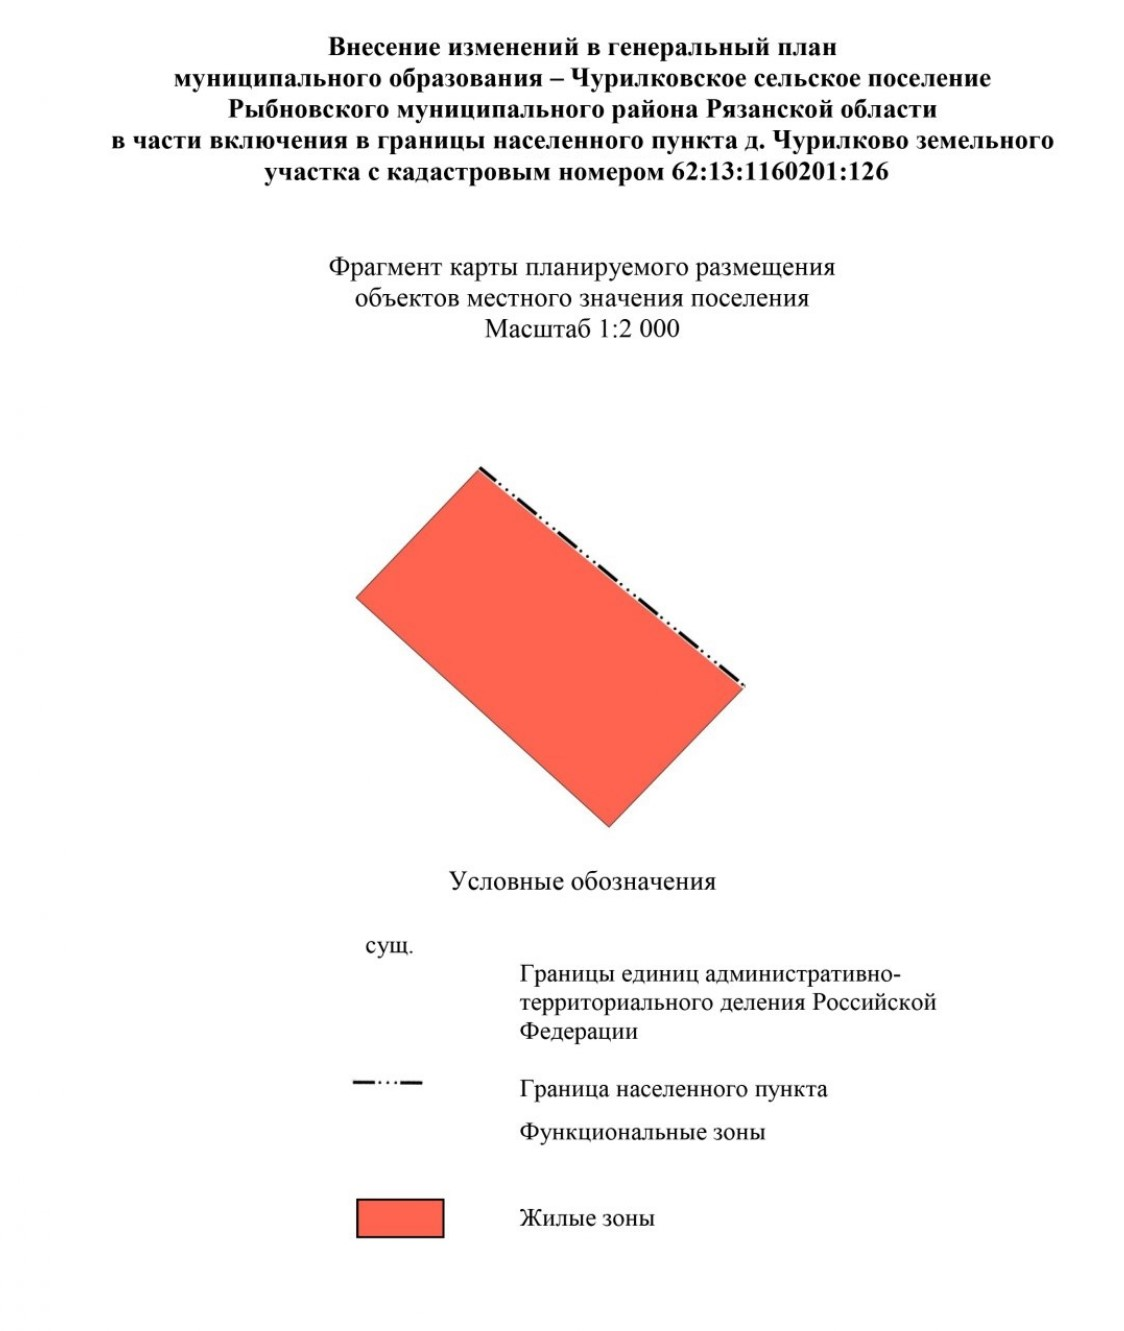 Внесение изменений в генеральный план
муниципального образования – Чурилковское сельское поселение
Рыбновского муниципального района Рязанской области
в части включения в границы населенного пункта д. Чурилково земельного
участка с кадастровым номером 62:13:1160201:126
Фрагмент карты планируемого размещения
объектов местного значения поселения
Масштаб 1:2 000
Условные обозначения
сущ.
Границы единиц административно-
территориального деления Российской
Федерации
Граница населенного пункта
Функциональные зоны
Жилые зоны